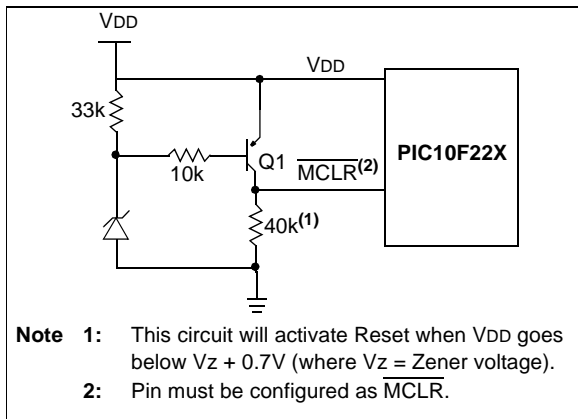 VDD
VDD
33k
PIC10F22X
Q1
MCLR(2)
10k
40k(1)
Note 1: This circuit will activate Reset when VDD goes
below Vz + 0.7V (where Vz = Zener voltage).
2: Pin must be configured as MCLR.